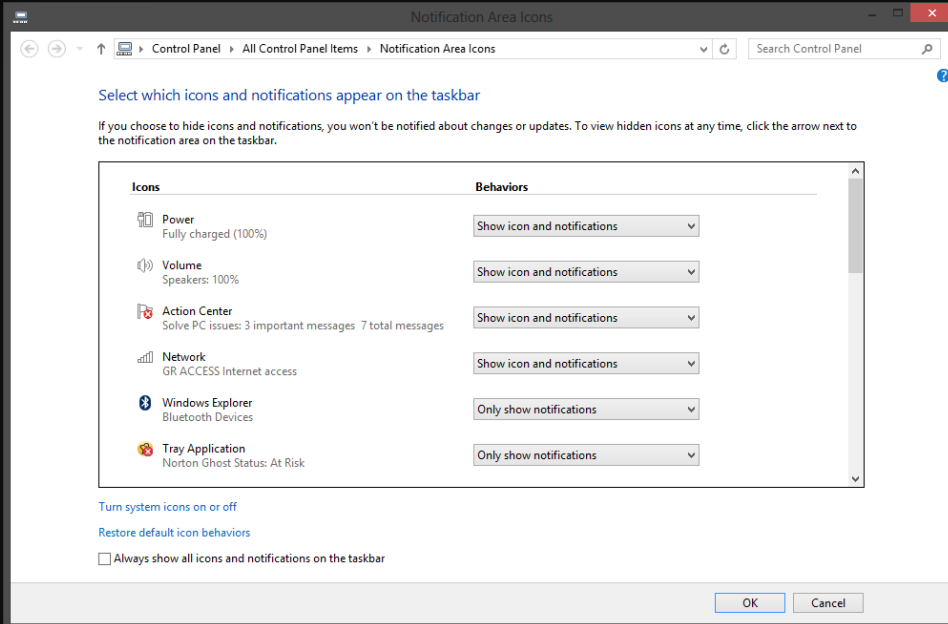 Notification Area Icons
Control Panel All Control Panel Items Notification Area Icons Search Control Panel
?
Select which icons and notifications appear on the taskbar
If you choose to hide icons and notifications, you won't be notified about changes or updates. To view hidden icons at any time, click the arrow next to
the notification area on the taskbar.
Icons Behaviors
Power
Fully charged (100%)
Show icon and notifications
Volume
Speakers: 100%
Show icon and notifications
Action Center
Solve PC issues: 3 important messages 7 total messages
Show icon and notifications
Network
GR ACCESS Internet access
Show icon and notifications
Windows Explorer
Bluetooth Devices
Only show notifications
Tray Application
Norton Ghost Status: At Risk
Only show notifications
Turn system icons on or off
Restore default icon behaviors
Always show all icons and notifications on the taskbar
OK Cancel